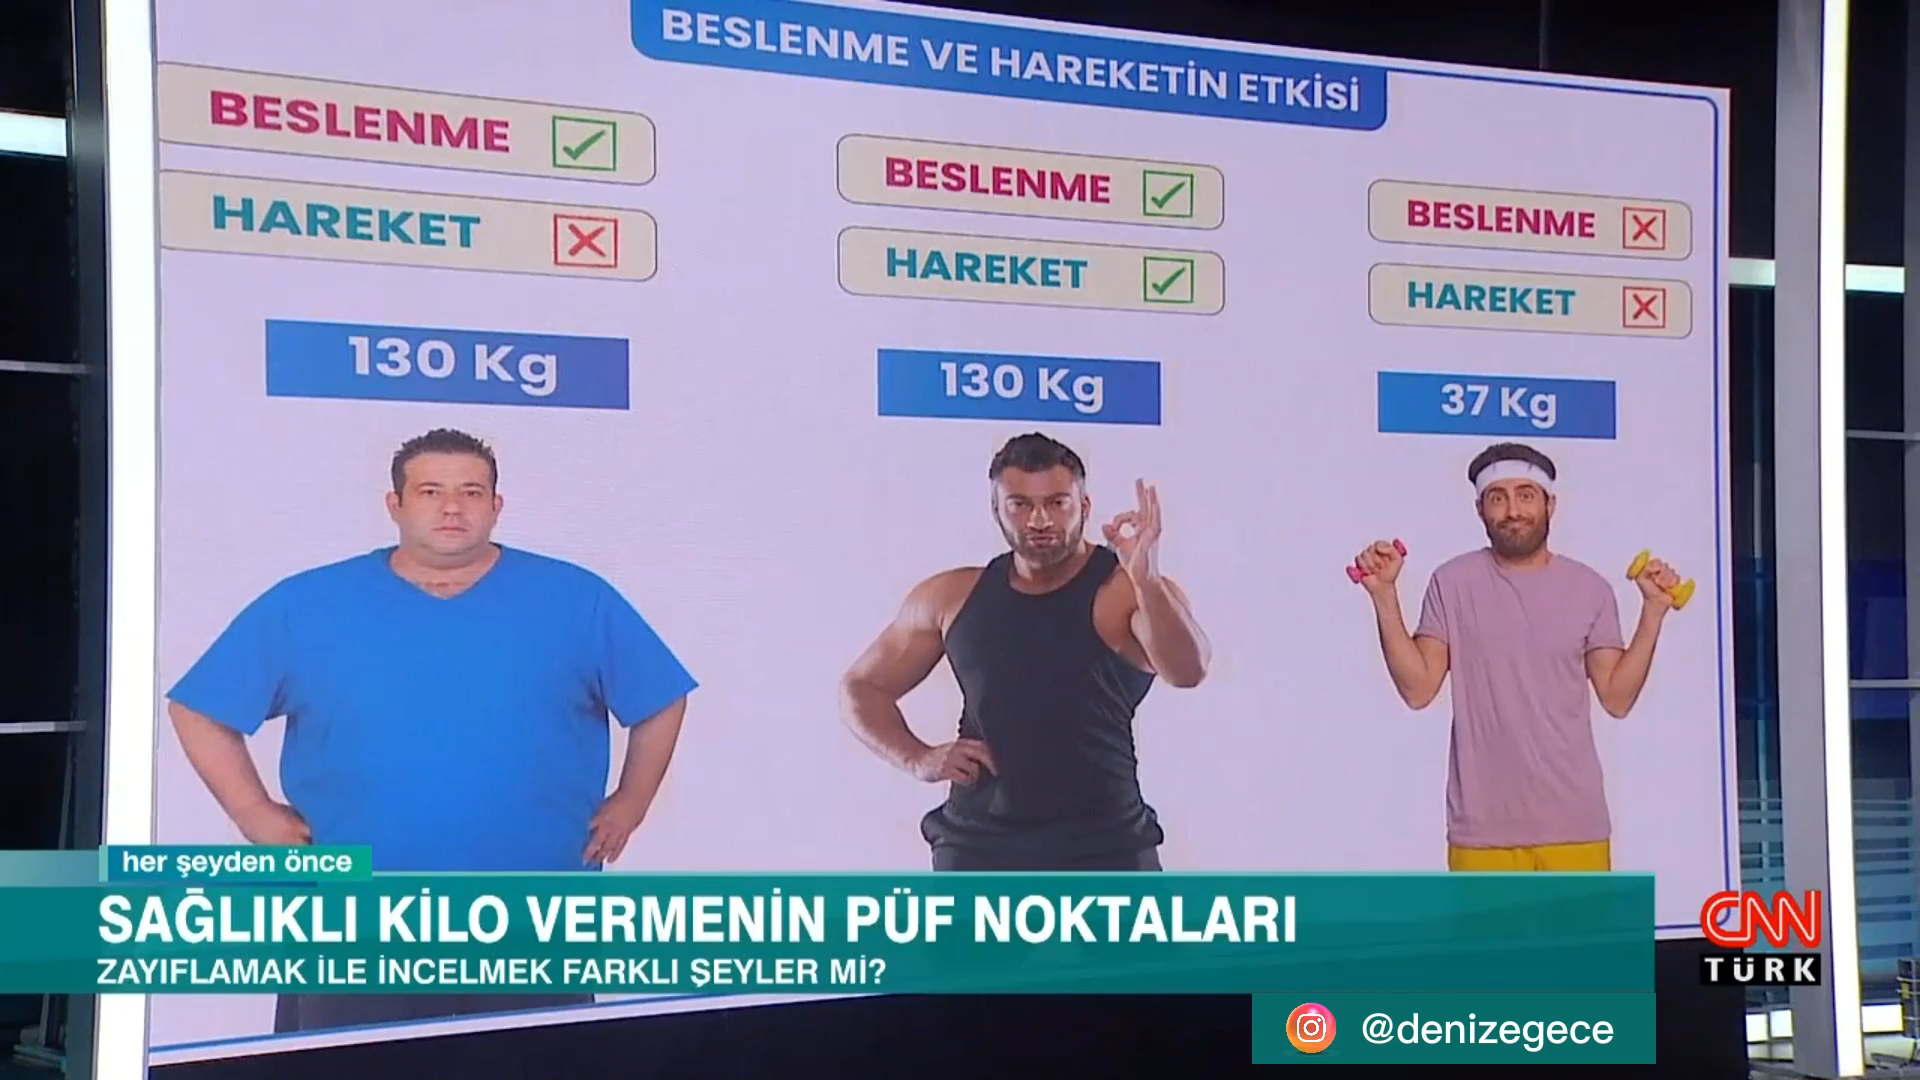 BESLENME VE HAREKETİN ETKİSİ
BESLENME
HAREKET
130 Kg
BESLENME
HAREKET
130 Kg
BESLENME
HAREKET
37 Kg
her şeyden önce
SAĞLIKLI KİLO VERMENİN PÜF NOKTALARI
ZAYIFLAMAK İLE İNCELMEK FARKLI ŞEYLER Mİ?
CNN
TÜRK
@denizegece